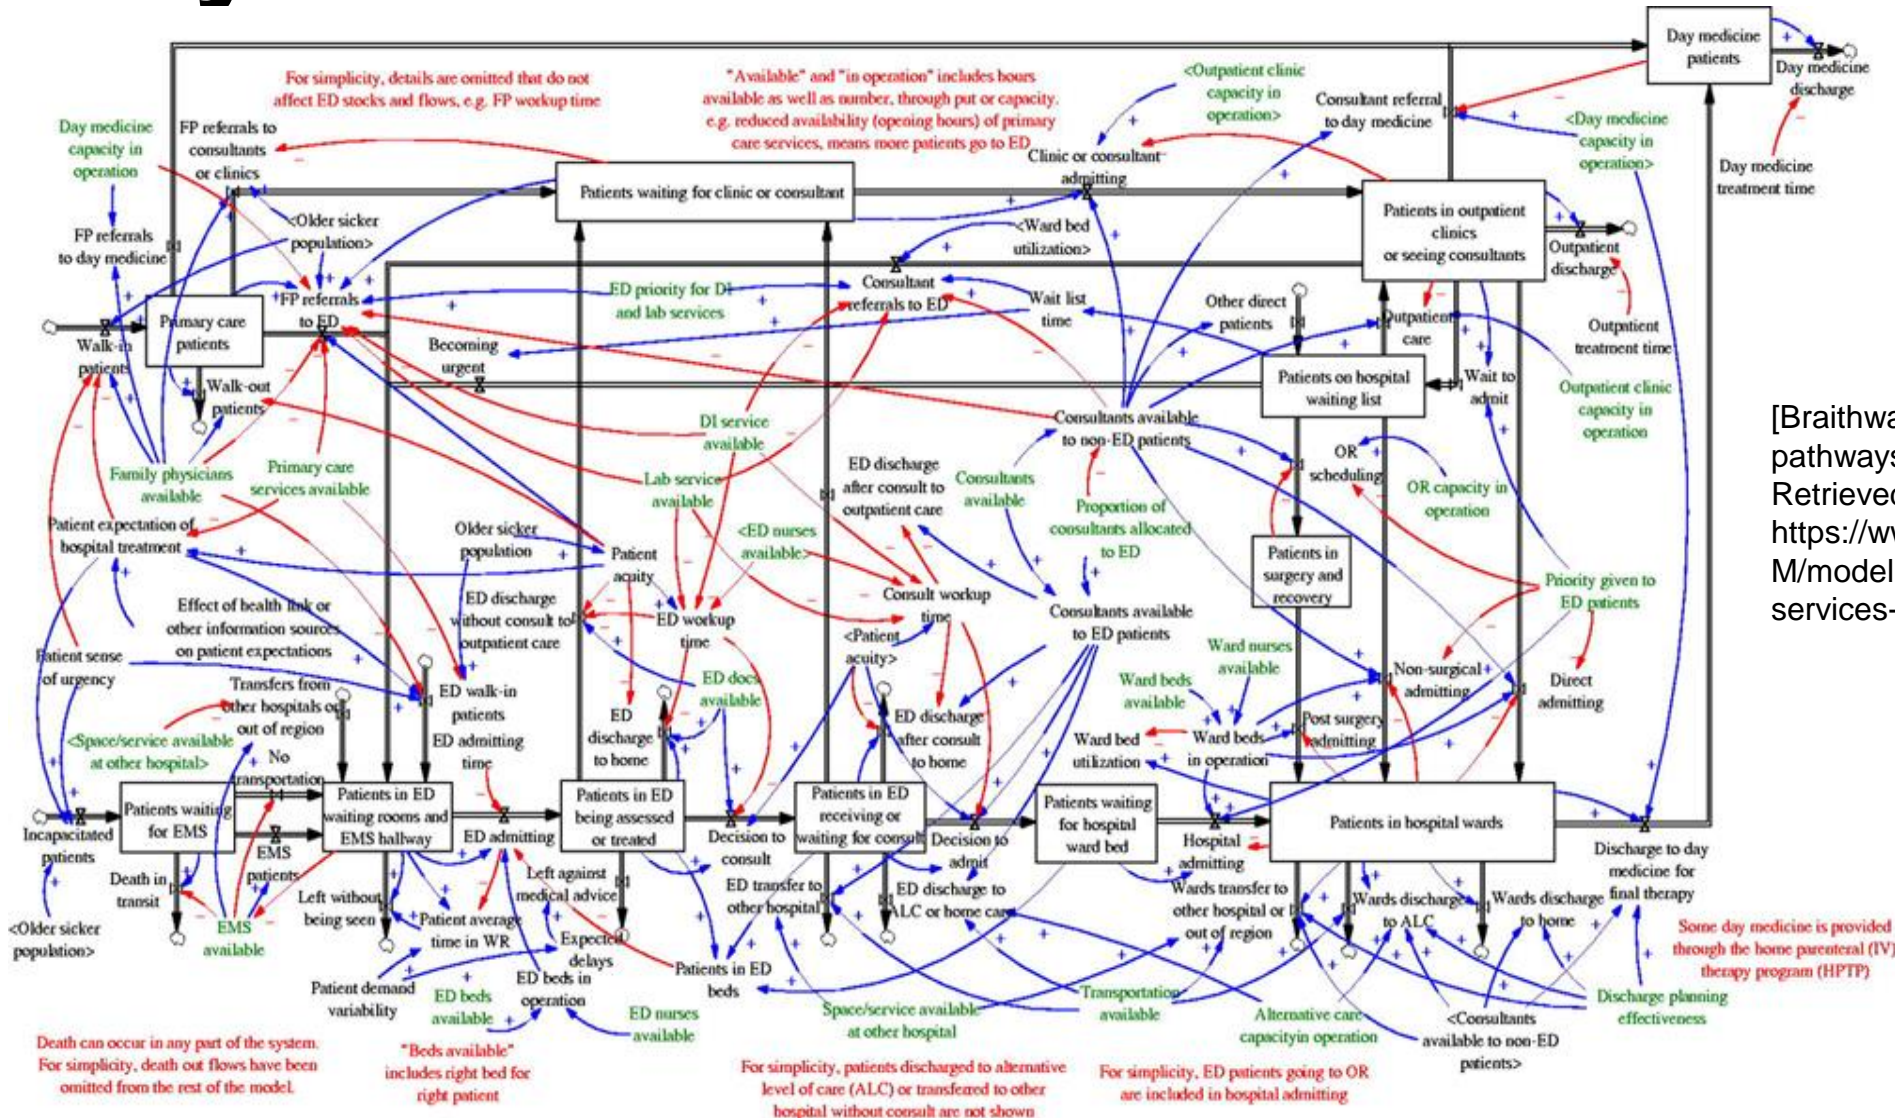 Day medicine
patients
Day medicine
discharge
For simplicity, details are omitted that do not
affect ED stocks and flows, e.g. FP workup time
"Available" and "in operation" includes hours
available as well as number, through put or capacity.
e.g. reduced availability (opening hours) of primary
care services, means more patients go to ED
<Outpatient clinic
capacity in
operation>
Consultant referral
to day medicine
<Day medicine
capacity in
operation>
Day medicine
treatment time
Day medicine
capacity in
operation
FP referrals to
consultants
or clinics
Patients waiting for clinic or consultant
Clinic or consultant
admitting
Patients in outpatient
clinics
or seeing consultants
Outpatient
discharge
FP referrals
to day medicine
<Older sicker
population>
<Ward bed
utilization>
FP referrals
to ED
ED priority for DI
and lab services
Consultant
referrals to ED
Wait list
time
Other direct
patients
Outpatient
care
Outpatient
treatment time
Primary care
patients
Walk-in
patients
Walk-out
patients
Becoming
urgent
Patients on hospital
waiting list
Wait to
admit
Outpatient clinic
capacity in
operation
DI service
available
Consultants available
to non-ED patients
[Braithwa
pathways
Retrieved
https://ww
M/model
services-
Family physicians
available
Primary care
services available
Lab service
available
ED discharge
after consult to
outpatient care
Consultants
available
OR
scheduling
OR capacity in
operation
Proportion of
consultants allocated
to ED
Patient expectation of
hospital treatment
Older sicker
population
Patient
acuity
<ED nurses
available>
Patients in
surgery and
recovery
Priority given to
ED patients
Effect of health link or
other information sources
on patient expectations
ED discharge
without consult to
outpatient care
ED workup
time
Consult workup
time
<Patient
acuity>
Consultants available
to ED patients
Ward nurses
available
Ward beds
available
Non-surgical
admitting
Direct
admitting
Patient sense
of urgency
Transfers from
other hospitals or
out of region
<Space/service available
at other hospital>
No
transportation
ED walk-in
patients
ED admitting
time
ED
discharge
to home
ED docs
available
ED discharge
after consult
to home
Ward bed
utilization
Ward beds
in operation
Post surgery
admitting
Incapacitated
patients
Patients waiting
for EMS
EMS
patients
Patients in ED
waiting rooms and
EMS hallway
ED admitting
Patients in ED
being assessed
or treated
Decision to
consult
Patients in ED
receiving or
waiting for consult
Decision to
admit
Patients waiting
for hospital
ward bed
Hospital
admitting
Patients in hospital wards
Discharge to day
medicine for
final therapy
<Older sicker
population>
Death in
transit
EMS
available
Left without
being seen
Patient average
time in WR
Left against
medical advice
Expected
delays
Patient demand
variability
ED beds
available
ED beds in
operation
ED nurses
available
Patients in ED
beds
ED transfer to
other hospital
ED discharge to
ALC or home care
Wards transfer to
other hospital or
out of region
Wards discharge
to ALC
Wards discharge
to home
Some day medicine is provided
through the home parenteral (IV)
therapy program (HPTP)
Space/service available
at other hospital
Transportation
available
Alternative care
capacityin operation
<Consultants
available to non-ED
patients>
Discharge planning
effectiveness
Death can occur in any part of the system.
For simplicity, death out flows have been
omitted from the rest of the model.
"Beds available"
includes right bed for
right patient
For simplicity, patients discharged to alternative
level of care (ALC) or transferred to other
hospital without consult are not shown
For simplicity, ED patients going to OR
are included in hospital admitting